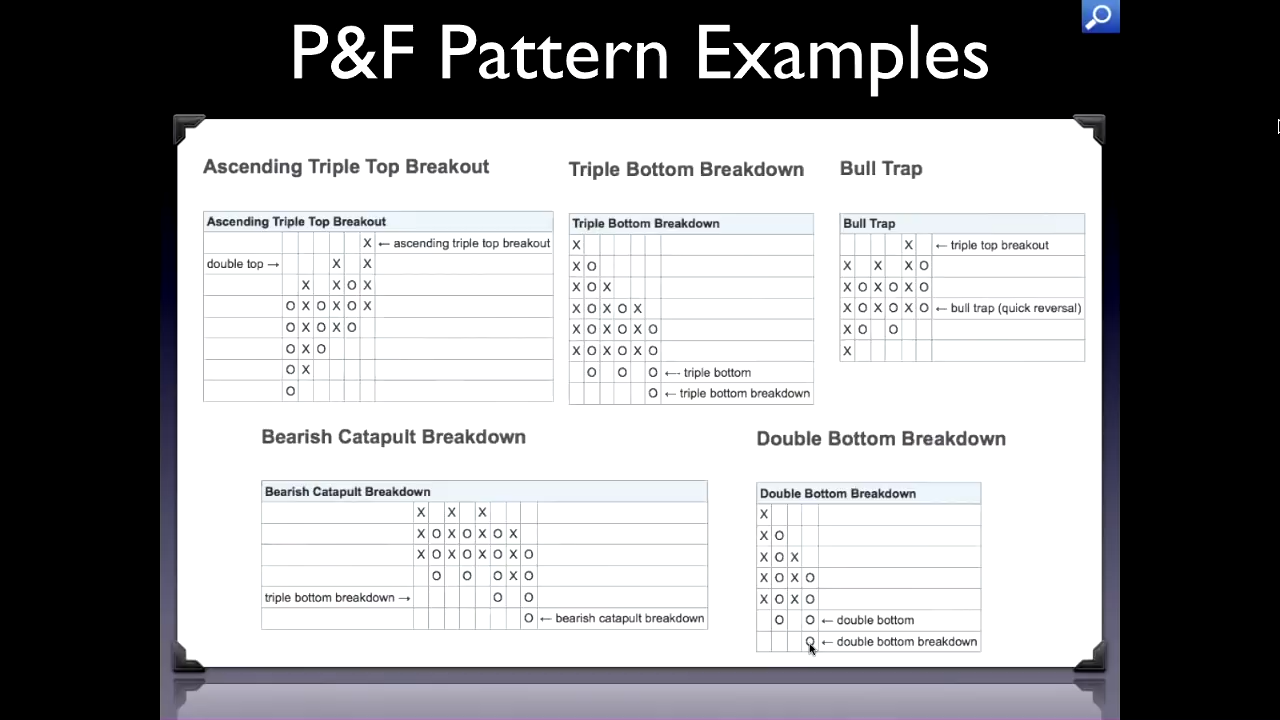 P&F Pattern Examples
Ascending Triple Top Breakout
Ascending Triple Top Breakout
X ← ascending triple top breakout
double top → X X
X X O X
O X O X O X
O X O X O
O X O
O X
O
Triple Bottom Breakdown
Triple Bottom Breakdown
X
X O
X O X
X O X O X
X O X O X O
X O X O X O
O O O ← triple bottom
O ← triple bottom breakdown
Bull Trap
Bull Trap
X ← triple top breakout
X X X O
X O X O X O
X O X O X O ← bull trap (quick reversal)
X O O
X
Bearish Catapult Breakdown
Bearish Catapult Breakdown
X X X
X O X O X O X
X O X O X O X O
O O O X O
triple bottom breakdown → O O
O ← bearish catapult breakdown
Double Bottom Breakdown
Double Bottom Breakdown
X
X O
X O X
X O X O
X O X O
O O ← double bottom
O ← double bottom breakdown